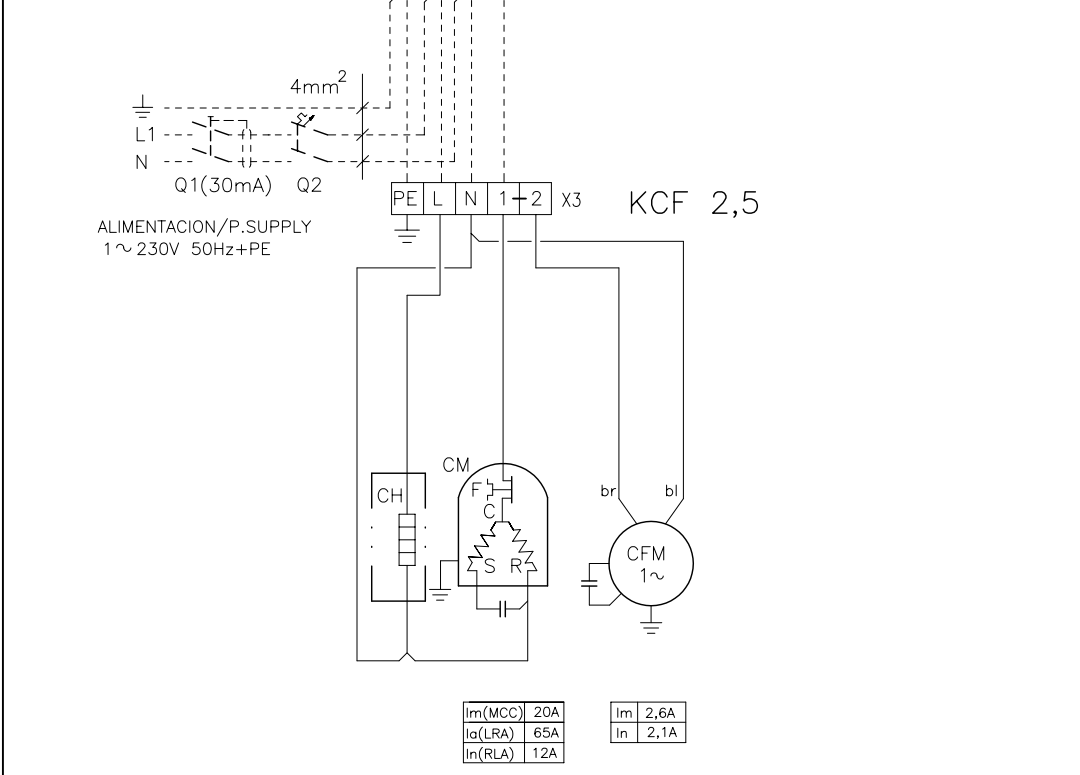 4mm2
L1
N
Q1(30mA) Q2
PE L N 1 2 X3
KCF 2,5
ALIMENTACION/P.SUPPLY
1~230V 50Hz+PE
CM
CH
F
C
S R
br bl
CFM
1~
Im(MCC) 20A
Ia(LRA) 65A
In(RLA) 12A
Im 2,6A
In 2,1A